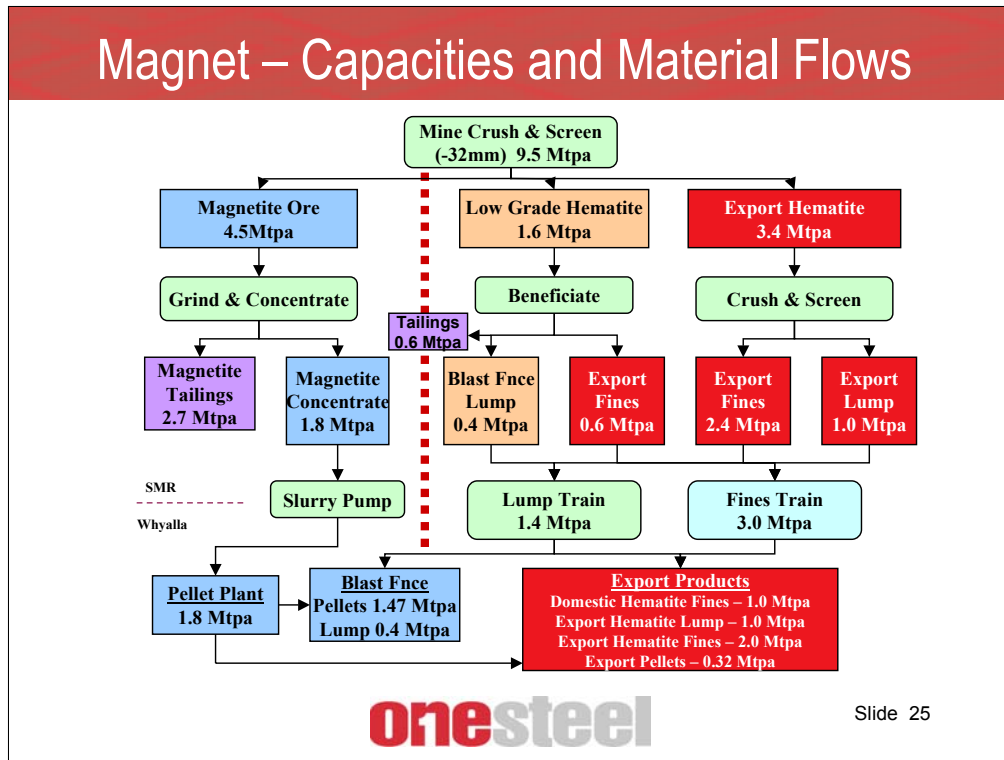 Magnet – Capacities and Material Flows
Mine Crush & Screen
(-32mm) 9.5 Mtpa
Magnetite Ore
4.5Mtpa
Low Grade Hematite
1.6 Mtpa
Export Hematite
3.4 Mtpa
Grind & Concentrate
Beneficiate
Crush & Screen
Tailings
0.6 Mtpa
Magnetite
Tailings
2.7 Mtpa
Magnetite
Concentrate
1.8 Mtpa
Blast Fnce
Lump
0.4 Mtpa
Export
Fines
0.6 Mtpa
Export
Fines
2.4 Mtpa
Export
Lump
1.0 Mtpa
SMR
Whyalla
Slurry Pump
Lump Train
1.4 Mtpa
Fines Train
3.0 Mtpa
Pellet Plant
1.8 Mtpa
Blast Fnce
Pellets 1.47 Mtpa
Lump 0.4 Mtpa
Export Products
Domestic Hematite Fines – 1.0 Mtpa
Export Hematite Lump – 1.0 Mtpa
Export Hematite Fines – 2.0 Mtpa
Export Pellets – 0.32 Mtpa
onesteel
Slide 25